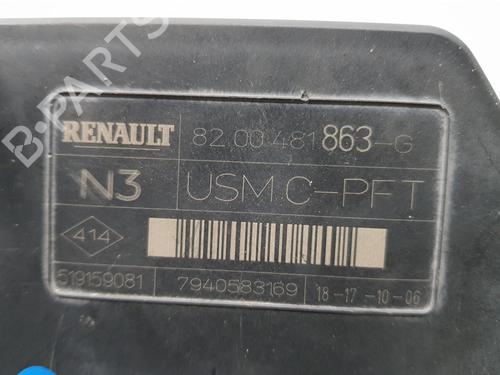 B-PARTS
RENAULT 82.00 481 863-G
N3 USM C-PFT
414
519159081 7940583169 18-17-10-06